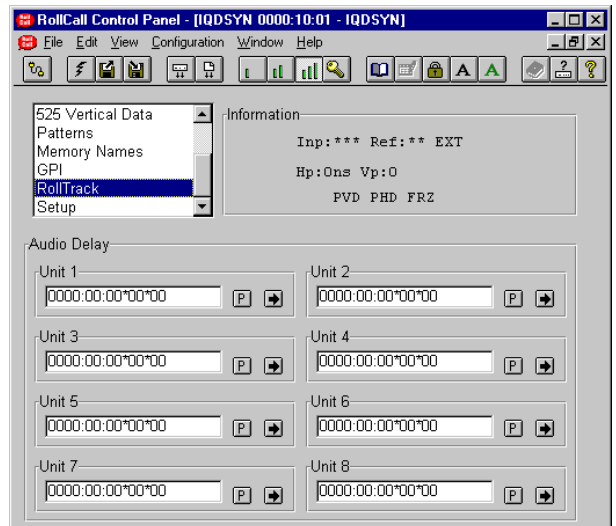 RollCall Control Panel - [IQDSYN 0000:10:01 - IQDSYN]
File Edit View Configuration Window Help
A A ? ?
525 Vertical Data
Patterns
Memory Names
GPI
RollTrack
Setup
Information
Inp:*** Ref:** EXT
Hp:0ns Vp:0
PVD PHD FRZ
Audio Delay
Unit 1
0000:00:00*00*00 P
Unit 2
0000:00:00*00*00 P
Unit 3
0000:00:00*00*00 P
Unit 4
0000:00:00*00*00 P
Unit 5
0000:00:00*00*00 P
Unit 6
0000:00:00*00*00 P
Unit 7
0000:00:00*00*00 P
Unit 8
0000:00:00*00*00 P